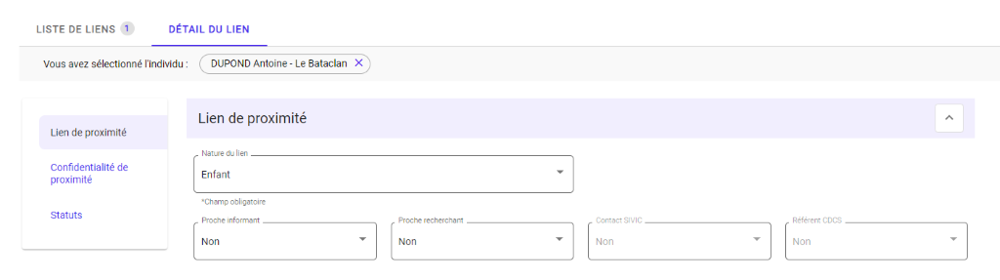 LISTE DE LIENS 1 DÉTAIL DU LIEN
Vous avez sélectionné l'individu : DUPOND Antoine - Le Bataclan
Lien de proximité
Confidentialité de
proximité
Statuts
Lien de proximité
Nature du lien
Enfant
*Champ obligatoire
Proche informant Proche recherchant Contact SIVIC Référent CDCS
Non Non Non Non